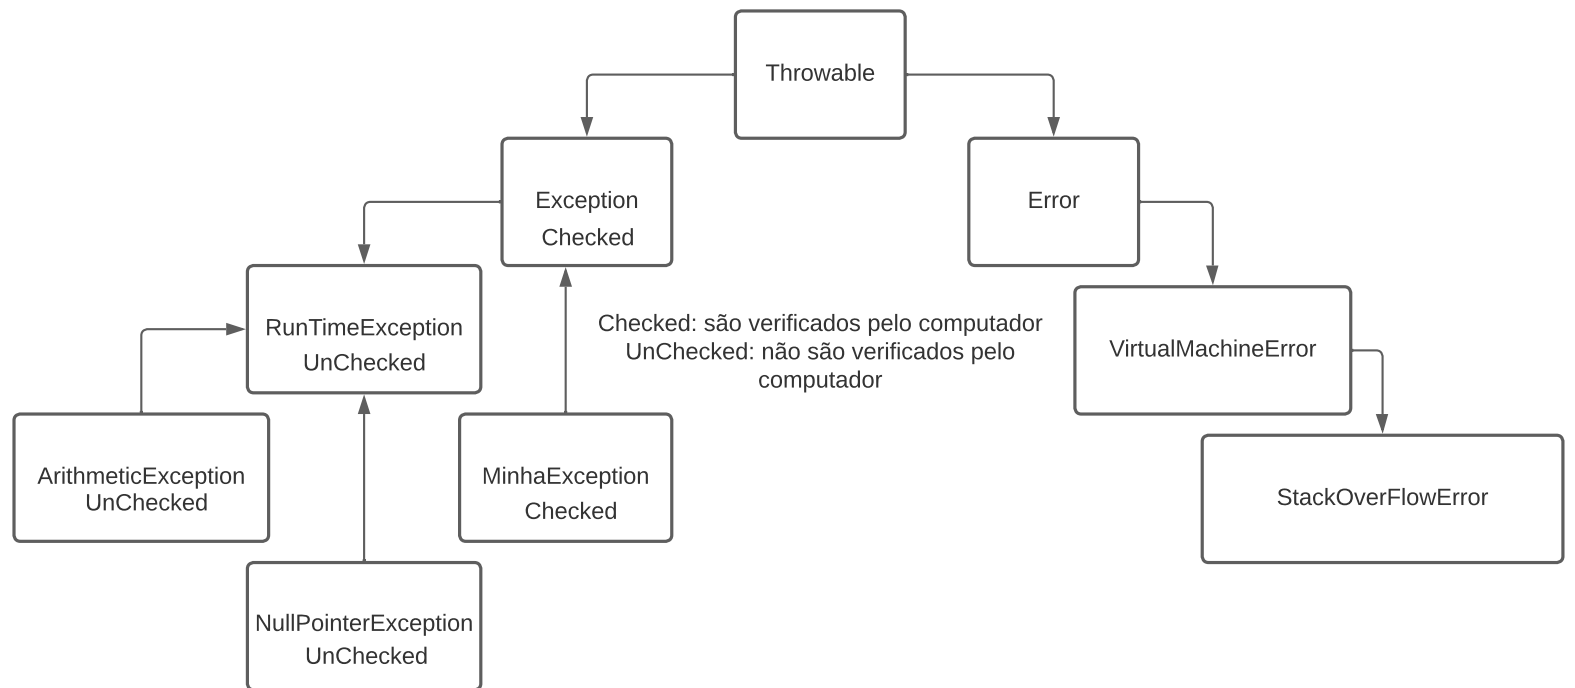 Throwable
Exception
Checked
Error
RunTimeException
UnChecked
Checked: são verificados pelo computador
UnChecked: não são verificados pelo
computador
VirtualMachineError
ArithmeticException
UnChecked
MinhaException
Checked
StackOverFlowError
NullPointerException
UnChecked